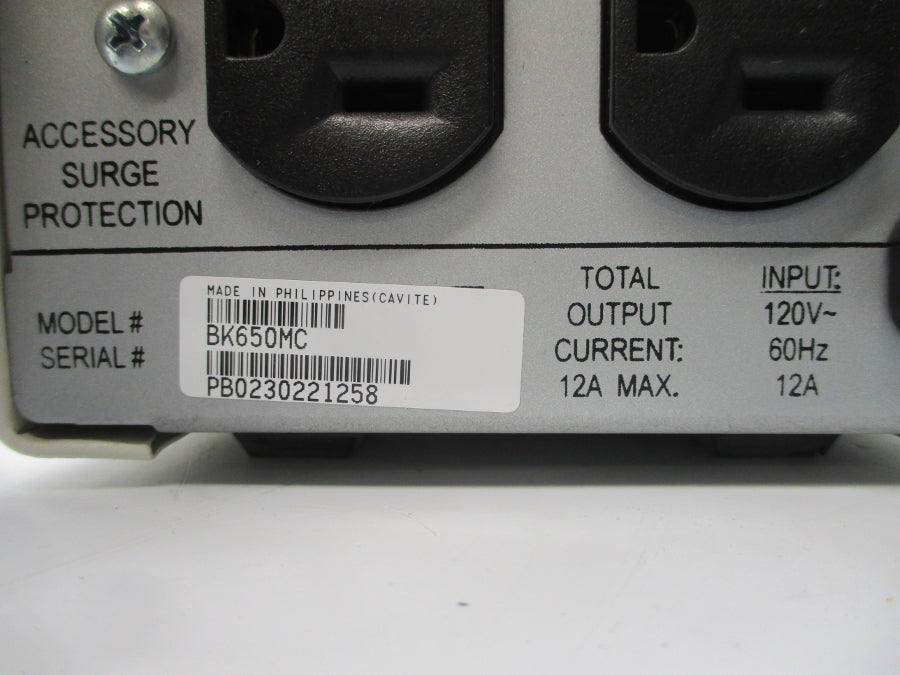 ACCESSORY
SURGE
PROTECTION
MODEL #
SERIAL #
MADE IN PHILIPPINES(CAVITE)
BK650MC
PB0230221258
TOTAL
OUTPUT
CURRENT:
12A MAX.
INPUT:
120V~
60Hz
12A